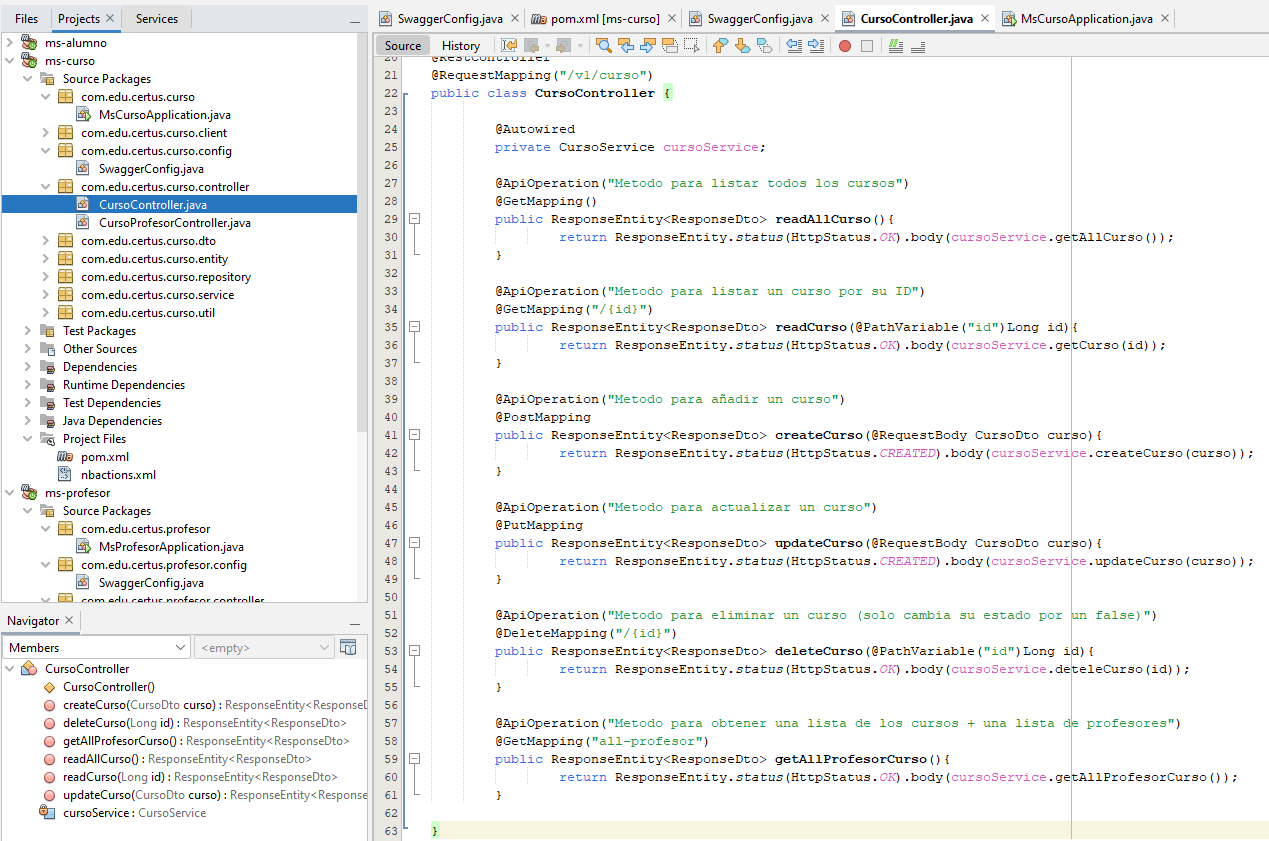 Files Projects Services
ms-alumno
ms-curso
Source Packages
com.edu.certus.curso
MsCursoApplication.java
com.edu.certus.curso.client
com.edu.certus.curso.config
SwaggerConfig.java
com.edu.certus.curso.controller
CursoController.java
CursoProfesorController.java
com.edu.certus.curso.dto
com.edu.certus.curso.entity
com.edu.certus.curso.repository
com.edu.certus.curso.service
com.edu.certus.curso.util
Test Packages
Other Sources
Dependencies
Runtime Dependencies
Test Dependencies
Java Dependencies
Project Files
pom.xml
nbactions.xml
ms-profesor
Source Packages
com.edu.certus.profesor
MsProfesorApplication.java
com.edu.certus.profesor.config
SwaggerConfig.java
com.edu.certus.profesor.controller
Navigator
Members <empty>
CursoController
CursoController()
createCurso(CursoDto curso) : ResponseEntity<ResponseD
deleteCurso(Long id) : ResponseEntity<ResponseDto>
getAllProfesorCurso() : ResponseEntity<ResponseDto>
readAllCurso() : ResponseEntity<ResponseDto>
readCurso(Long id) : ResponseEntity<ResponseDto>
updateCurso(CursoDto curso) : ResponseEntity<Response
cursoService : CursoService
SwaggerConfig.java pom.xml [ms-curso] SwaggerConfig.java CursoController.java MsCursoApplication.java
Source History
20 @RestController
21 @RequestMapping("/v1/curso")
22 public class CursoController {
23
24 @Autowired
25 private CursoService cursoService;
26
27 @ApiOperation("Metodo para listar todos los cursos")
28 @GetMapping()
29 public ResponseEntity<ResponseDto> readAllCurso(){
30 return ResponseEntity.status(HttpStatus.OK).body(cursoService.getAllCurso());
31 }
32
33 @ApiOperation("Metodo para listar un curso por su ID")
34 @GetMapping("/{id}")
35 public ResponseEntity<ResponseDto> readCurso(@PathVariable("id")Long id){
36 return ResponseEntity.status(HttpStatus.OK).body(cursoService.getCurso(id));
37 }
38
39 @ApiOperation("Metodo para añadir un curso")
40 @PostMapping
41 public ResponseEntity<ResponseDto> createCurso(@RequestBody CursoDto curso){
42 return ResponseEntity.status(HttpStatus.CREATED).body(cursoService.createCurso(curso));
43 }
44
45 @ApiOperation("Metodo para actualizar un curso")
46 @PutMapping
47 public ResponseEntity<ResponseDto> updateCurso(@RequestBody CursoDto curso){
48 return ResponseEntity.status(HttpStatus.CREATED).body(cursoService.updateCurso(curso));
49 }
50
51 @ApiOperation("Metodo para eliminar un curso (solo cambia su estado por un false)")
52 @DeleteMapping("/{id}")
53 public ResponseEntity<ResponseDto> deleteCurso(@PathVariable("id")Long id){
54 return ResponseEntity.status(HttpStatus.OK).body(cursoService.deteleCurso(id));
55 }
56
57 @ApiOperation("Metodo para obtener una lista de los cursos + una lista de profesores")
58 @GetMapping("all-profesor")
59 public ResponseEntity<ResponseDto> getAllProfesorCurso(){
60 return ResponseEntity.status(HttpStatus.OK).body(cursoService.getAllProfesorCurso());
61 }
62
63 }